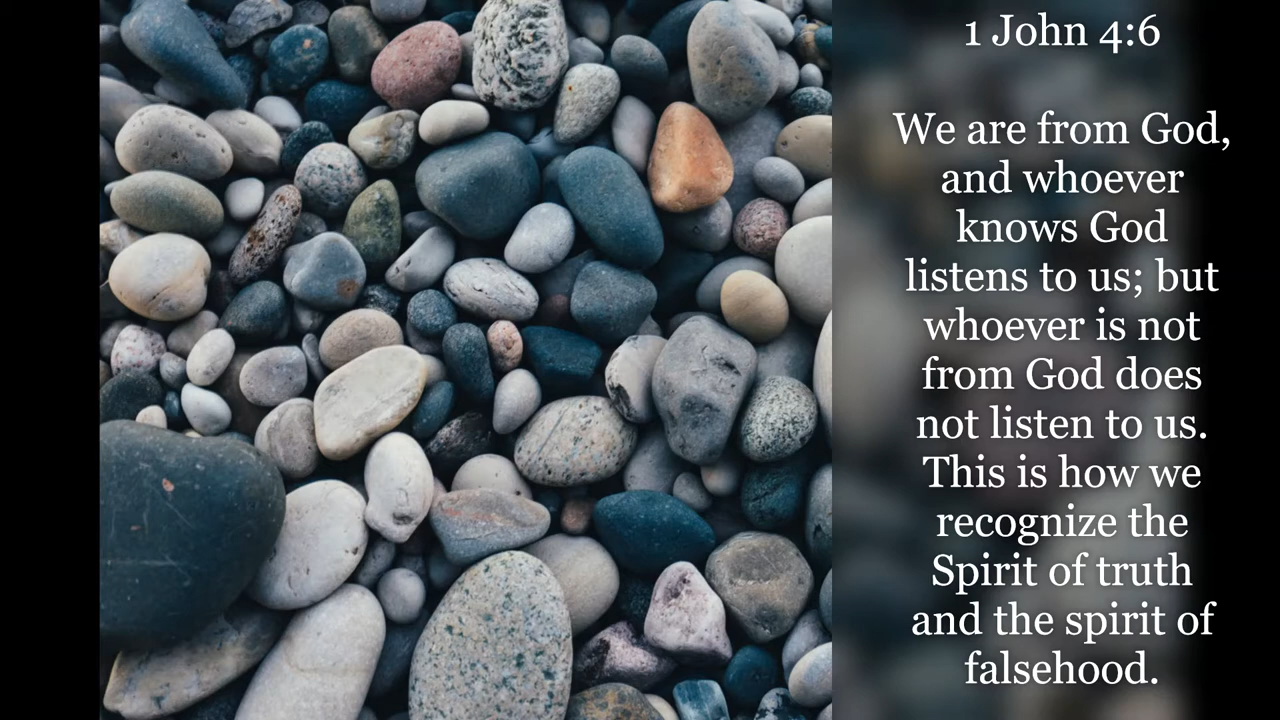 1 John 4:6
We are from God,
and whoever
knows God
listens to us; but
whoever is not
from God does
not listen to us.
This is how we
recognize the
Spirit of truth
and the spirit of
falsehood.